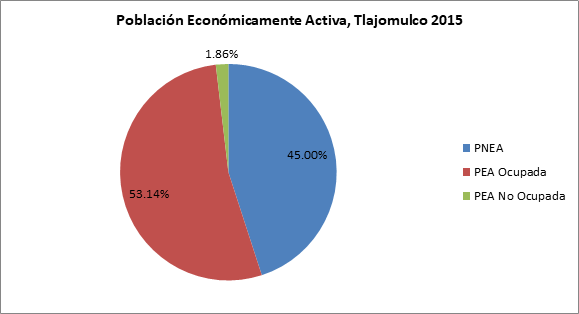 Población Económicamente Activa, Tlajomulco 2015
1.86%
45.00%
53.14%
PNEA
PEA Ocupada
PEA No Ocupada